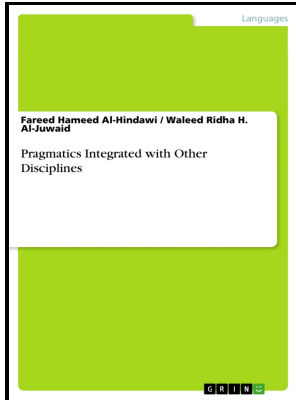 Languages
Fareed Hameed Al-Hindawi / Waleed Ridha H.
Al-Juwaid
Pragmatics Integrated with Other
Disciplines
GRIN